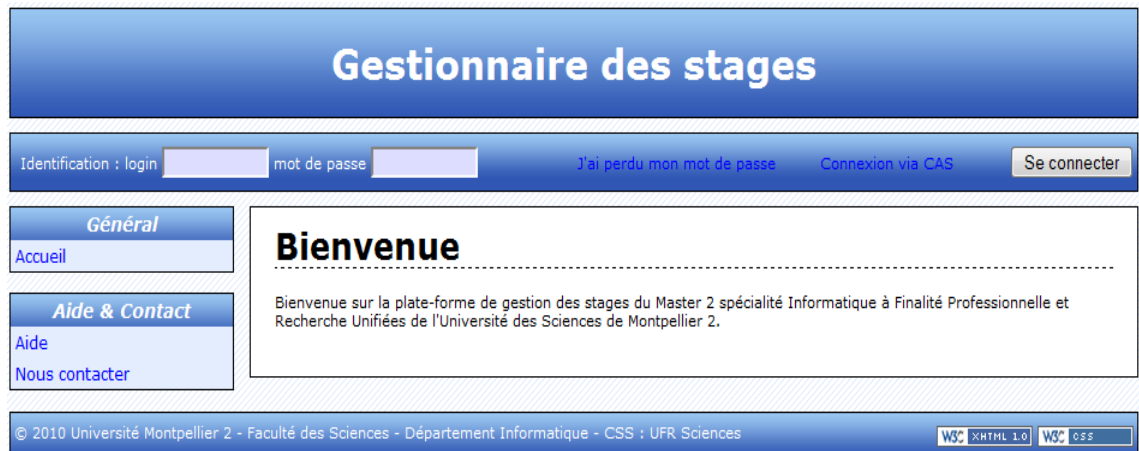 Gestionnaire des stages
Identification : login mot de passe J'ai perdu mon mot de passe Connexion via CAS Se connecter
Général
Accueil
Aide & Contact
Aide
Nous contacter
Bienvenue
Bienvenue sur la plate-forme de gestion des stages du Master 2 spécialité Informatique à Finalité Professionnelle et
Recherche Unifiées de l'Université des Sciences de Montpellier 2.
© 2010 Université Montpellier 2 - Faculté des Sciences - Département Informatique - CSS : UFR Sciences
W3C XHTML 1.0 W3C CSS